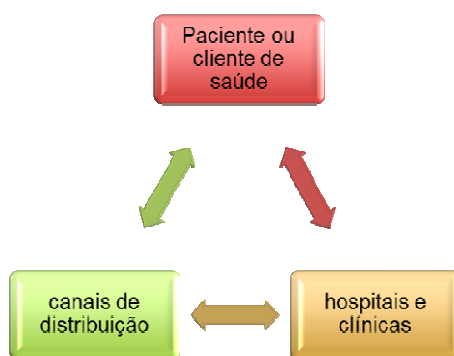 Paciente ou
cliente de
saúde
canais de
distribuição
hospitais e
clínicas